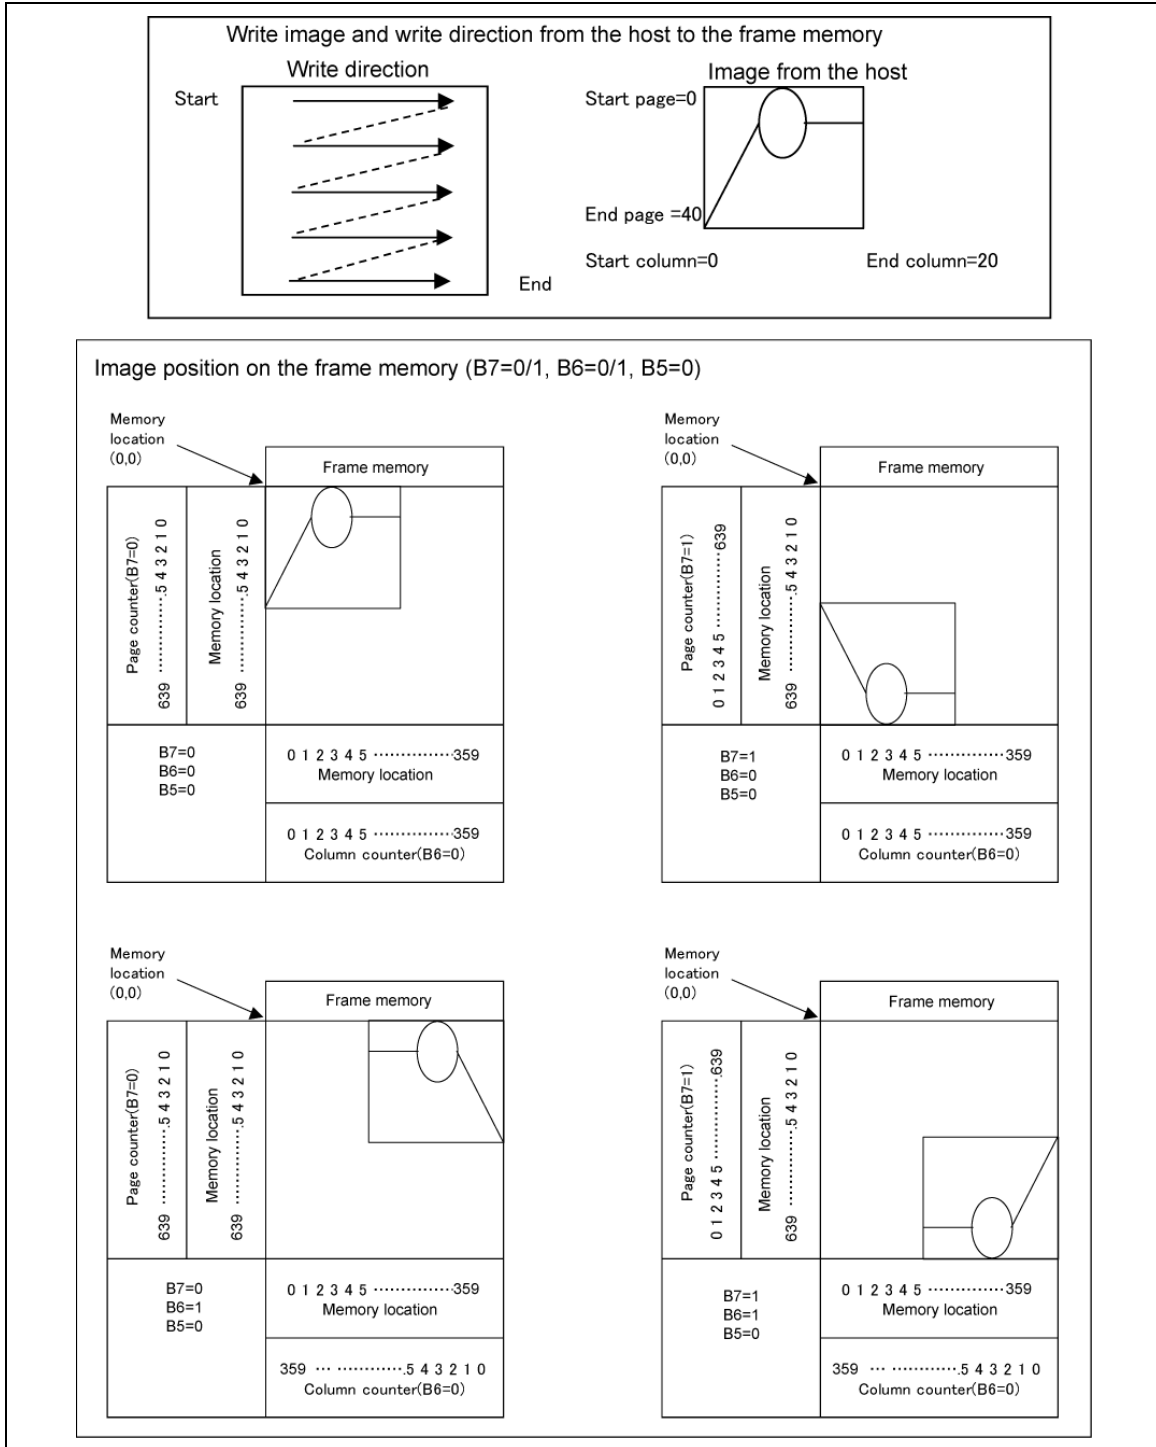 Write image and write direction from the host to the frame memory
Write direction
Image from the host
Start
Start page=0
End page =40
Start column=0
End column=20
End
Image position on the frame memory (B7=0/1, B6=0/1, B5=0)
Memory
location
(0,0)
Frame memory
Page counter(B7=0)
639 ··············.5 4 3 2 1 0
Memory location
639 ··············.5 4 3 2 1 0
B7=0
B6=0
B5=0
0 1 2 3 4 5 ··············359
Memory location
0 1 2 3 4 5 ··············359
Column counter(B6=0)
Memory
location
(0,0)
Frame memory
Page counter(B7=1)
0 1 2 3 4 5 ··············639
Memory location
639 ··············.5 4 3 2 1 0
B7=1
B6=0
B5=0
0 1 2 3 4 5 ··············359
Memory location
0 1 2 3 4 5 ··············359
Column counter(B6=0)
Memory
location
(0,0)
Frame memory
Page counter(B7=0)
639 ··············.5 4 3 2 1 0
Memory location
639 ··············.5 4 3 2 1 0
B7=0
B6=1
B5=0
0 1 2 3 4 5 ··············359
Memory location
359 ··· ············.5 4 3 2 1 0
Column counter(B6=0)
Memory
location
(0,0)
Frame memory
Page counter(B7=1)
0 1 2 3 4 5 ··············.639
Memory location
639 ··············.5 4 3 2 1 0
B7=1
B6=1
B5=0
0 1 2 3 4 5 ··············359
Memory location
359 ··· ············.5 4 3 2 1 0
Column counter(B6=0)